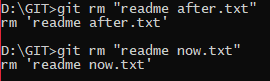 D:\GIT>git rm "readme after.txt"
rm 'readme after.txt'
D:\GIT>git rm "readme now.txt"
rm 'readme now.txt'